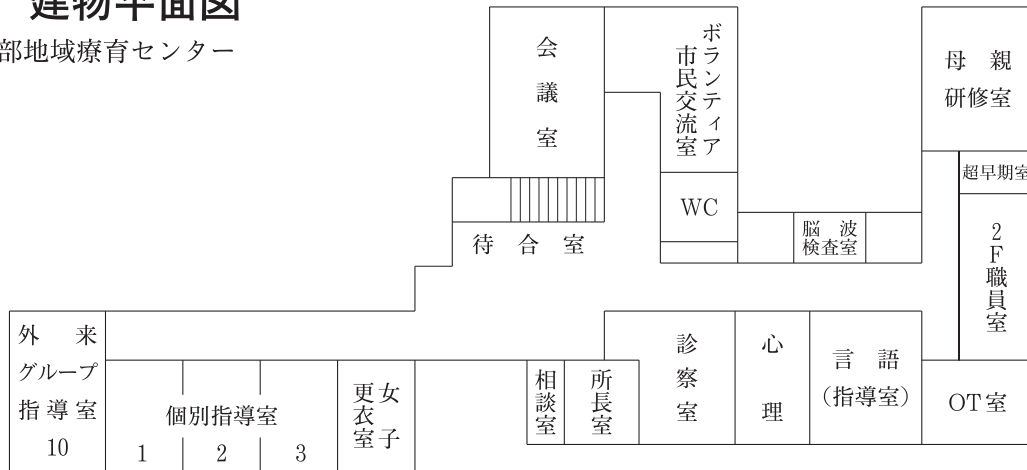 建物平面図
部地域療育センター
会議室
ボランティア
市民交流室
母親
研修室
超早期室
WC
脳波
検査室
2F職員室
待合室
外来
グループ
指導室
10
個別指導室
1
2
3
女子
更衣室
相談室
所長室
診察室
心理
言語
(指導室)
OT室